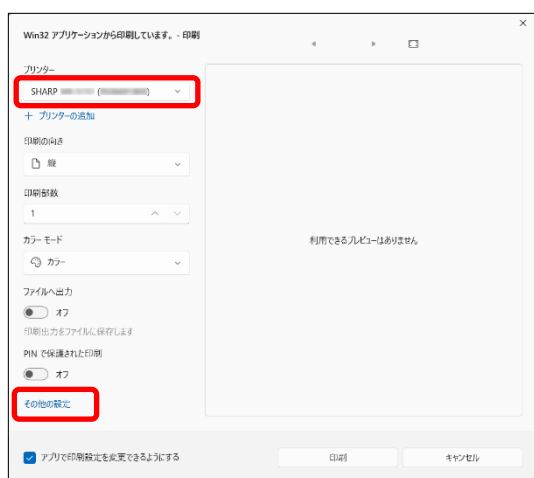 Win32 アプリケーションから印刷しています。 - 印刷
プリンター
SHARP ( )
+ プリンターの追加
印刷の向き
縦
印刷部数
1
カラー モード
カラー
ファイルへ出力
オフ
印刷出力をファイルに保存します
PIN で保護された印刷
オフ
その他の設定
利用できるプレビューはありません
アプリで印刷設定を変更できるようにする
印刷
キャンセル